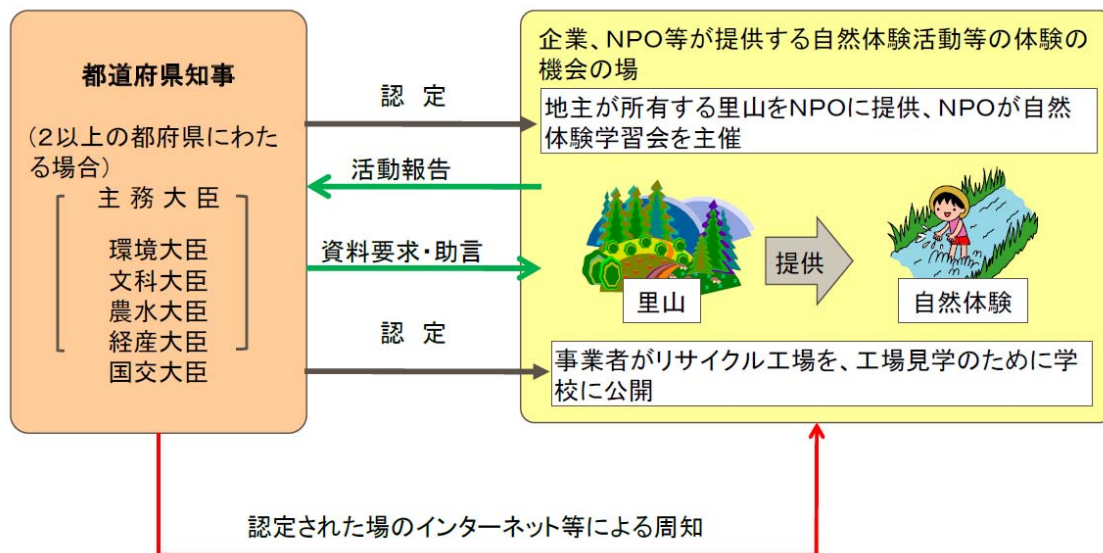 都道府県知事
(2以上の都府県にわた
る場合)
主務大臣
環境大臣
文科大臣
農水大臣
経産大臣
国交大臣
認定
活動報告
資料要求・助言
認定
企業、NPO等が提供する自然体験活動等の体験の
機会の場
地主が所有する里山をNPOに提供、NPOが自然
体験学習会を主催
里山
提供
自然体験
事業者がリサイクル工場を、工場見学のために学
校に公開
認定された場のインターネット等による周知